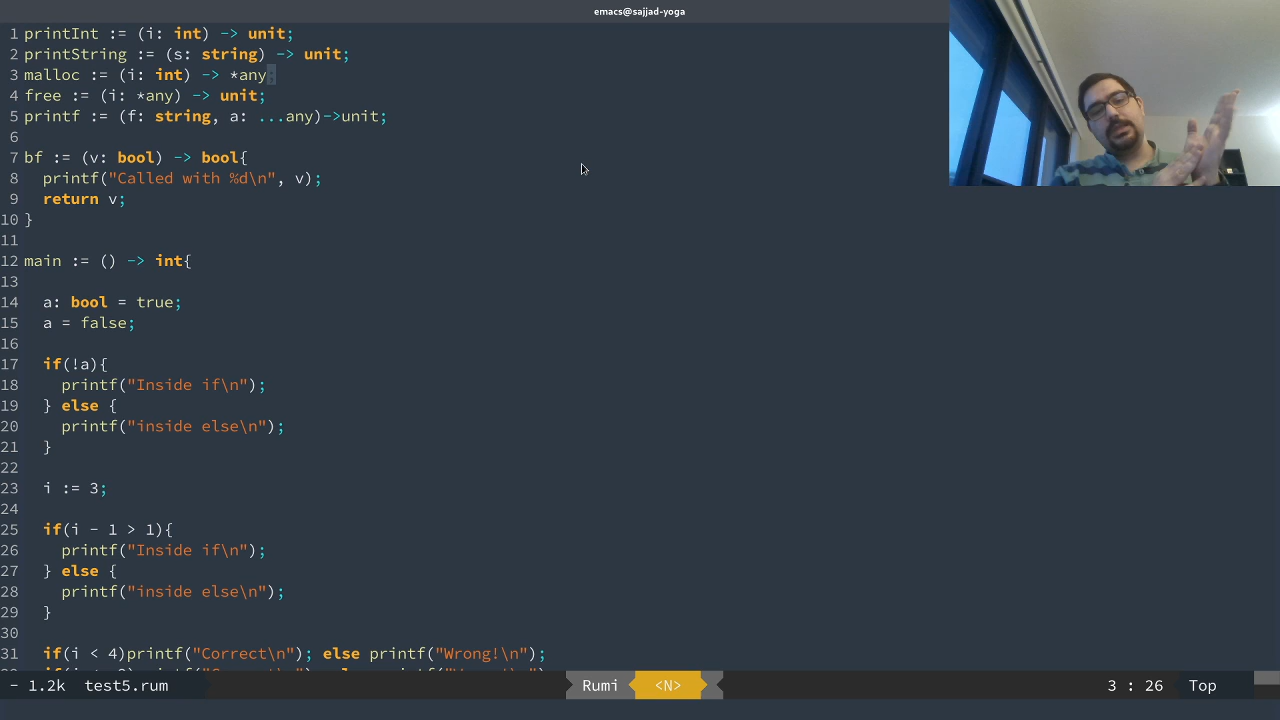 emacs@sajjad-yoga
1 printInt := (i: int) -> unit;
2 printString := (s: string) -> unit;
3 malloc := (i: int) -> *any;
4 free := (i: *any) -> unit;
5 printf := (f: string, a: ...any)->unit;
6
7 bf := (v: bool) -> bool{
8 printf("Called with %d\n", v);
9 return v;
10 }
11
12 main := () -> int{
13
14 a: bool = true;
15 a = false;
16
17 if(!a){
18 printf("Inside if\n");
19 } else {
20 printf("inside else\n");
21 }
22
23 i := 3;
24
25 if(i - 1 > 1){
26 printf("Inside if\n");
27 } else {
28 printf("inside else\n");
29 }
30
31 if(i < 4)printf("Correct\n"); else printf("Wrong!\n");
- 1.2k test5.rum Rumi <N> 3 : 26 Top